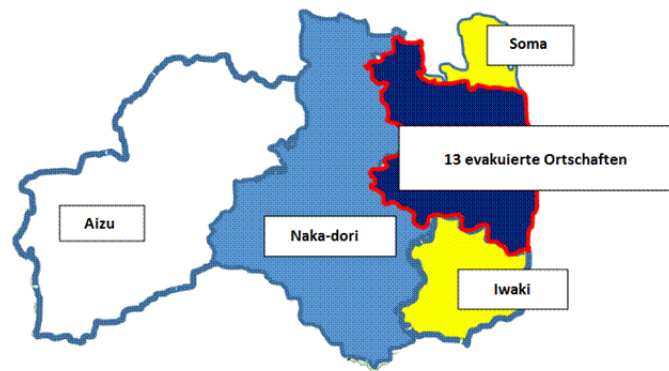 Soma
13 evakuierte Ortschaften
Aizu
Naka-dori
Iwaki